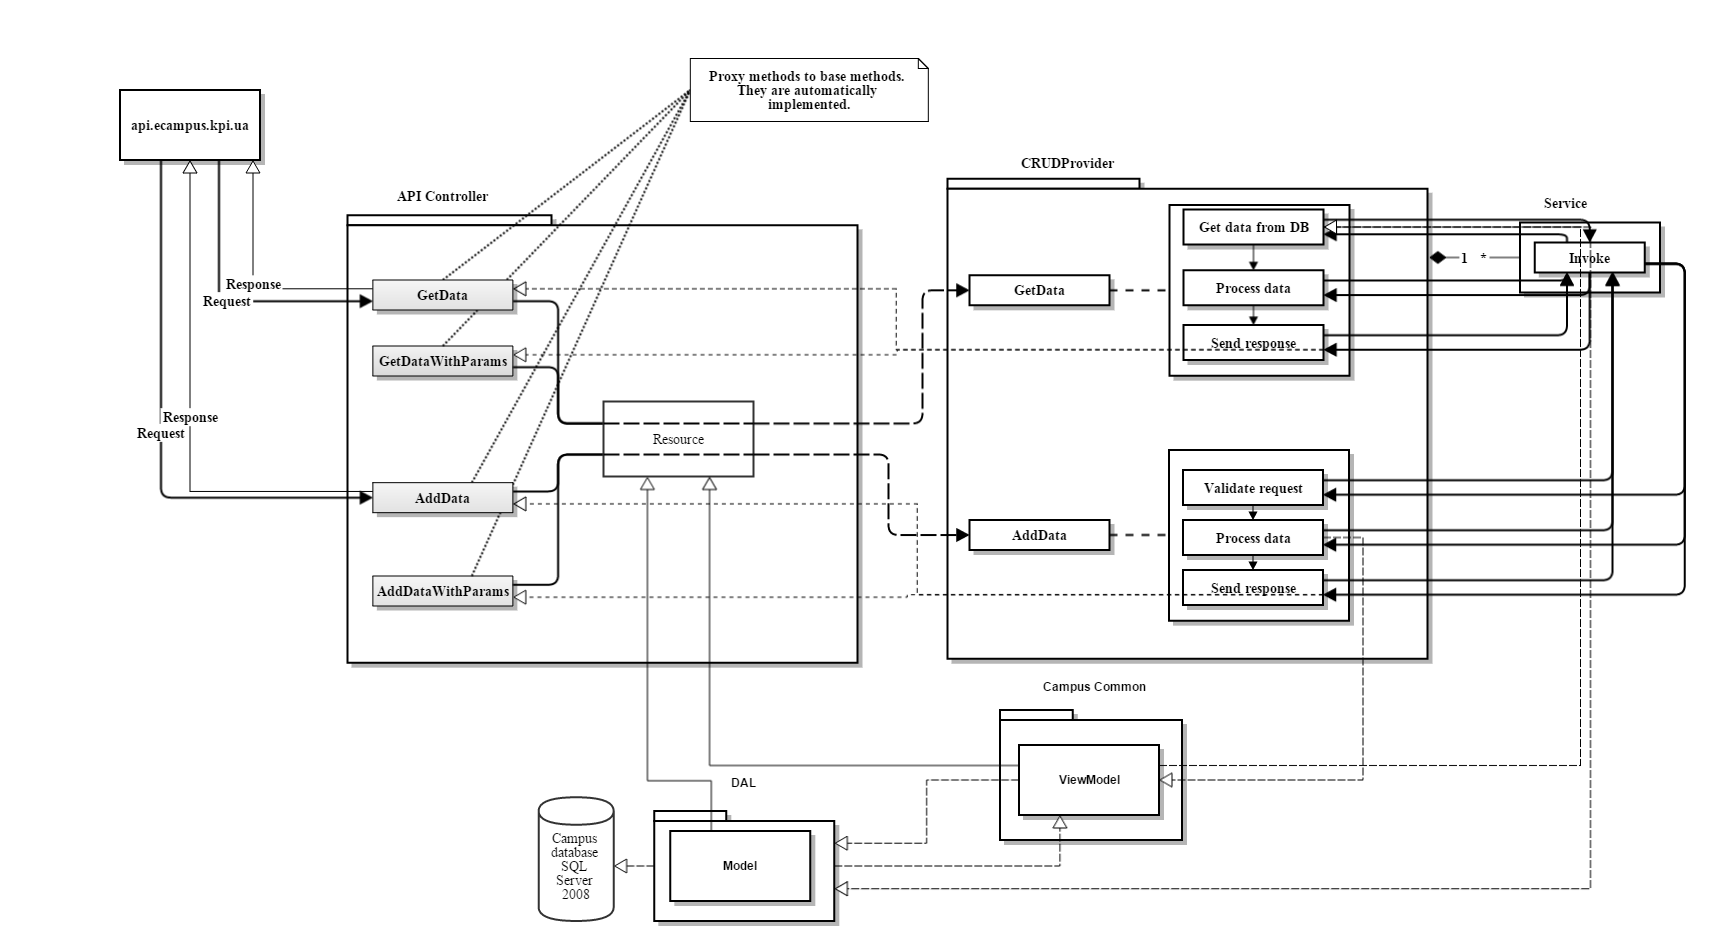 Proxy methods to base methods.
They are automatically
implemented.
api.ecampus.kpi.ua
API Controller
CRUDProvider
Service
Get data from DB
Invoke
1 *
Response
Request
GetData
GetData
Process data
Send response
GetDataWithParams
Response
Request
Resource
AddData
Validate request
AddData
Process data
AddDataWithParams
Send response
Campus Common
ViewModel
DAL
Model
Campus
database
SQL
Server
2008